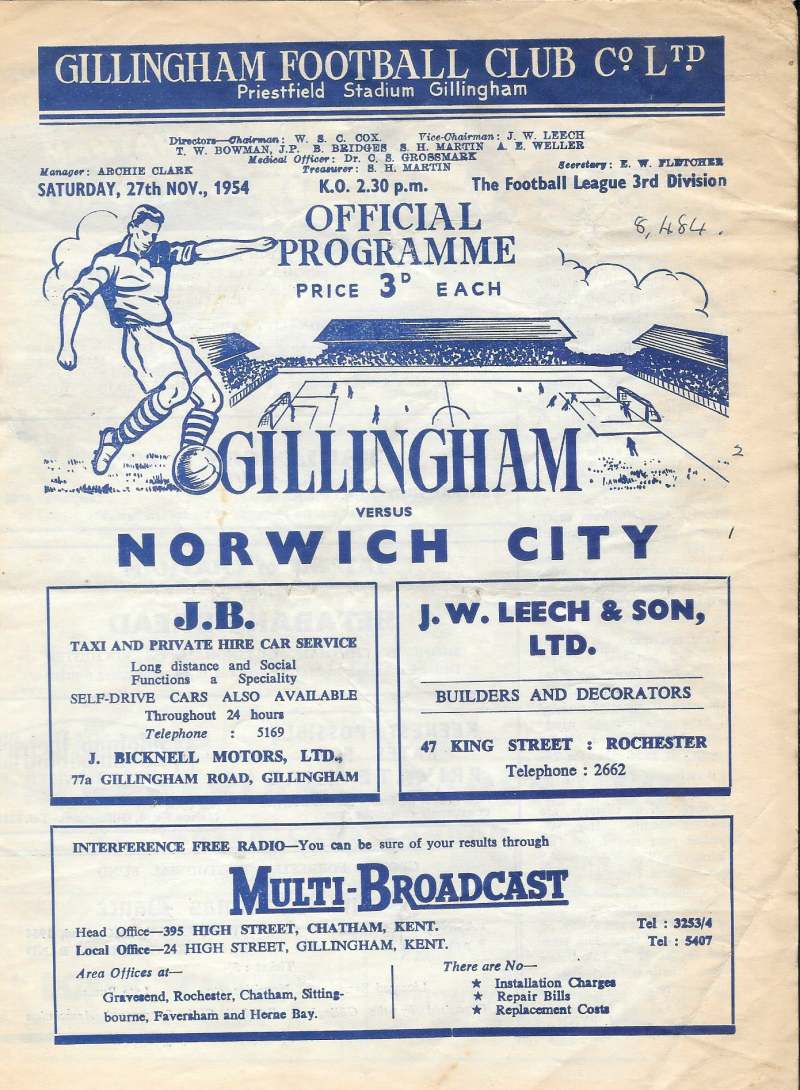 GILLINGHAM FOOTBALL CLUB Cº LTD
Priestfield Stadium Gillingham
Directors—Chairman: W. S. C. COX. Vice-Chairman: J. W. LEECH
T. W. BOWMAN, J.P. B. BRIDGES S. H. MARTIN A. E. WELLER
Medical Officer: Dr. C. S. GROSSMARK
Manager: ARCHIE CLARK Treasurer: S. H. MARTIN Secretary: E. W. FLETCHER
SATURDAY, 27th NOV., 1954 K.O. 2.30 p.m. The Football League 3rd Division
OFFICIAL
PROGRAMME
PRICE 3D EACH
8,484.
GILLINGHAM
2
VERSUS
NORWICH CITY
1
J.B.
TAXI AND PRIVATE HIRE CAR SERVICE
Long distance and Social
Functions a Speciality
SELF-DRIVE CARS ALSO AVAILABLE
Throughout 24 hours
Telephone : 5169
J. BICKNELL MOTORS, LTD.,
77a GILLINGHAM ROAD, GILLINGHAM
J. W. LEECH & SON,
LTD.
BUILDERS AND DECORATORS
47 KING STREET : ROCHESTER
Telephone : 2662
INTERFERENCE FREE RADIO—You can be sure of your results through
MULTI-BROADCAST
Head Office—395 HIGH STREET, CHATHAM, KENT. Tel : 3253/4
Local Office—24 HIGH STREET, GILLINGHAM, KENT. Tel : 5407
Area Offices at—
Gravesend, Rochester, Chatham, Sitting-
bourne, Faversham and Herne Bay.
There are No—
★ Installation Charges
★ Repair Bills
★ Replacement Costs